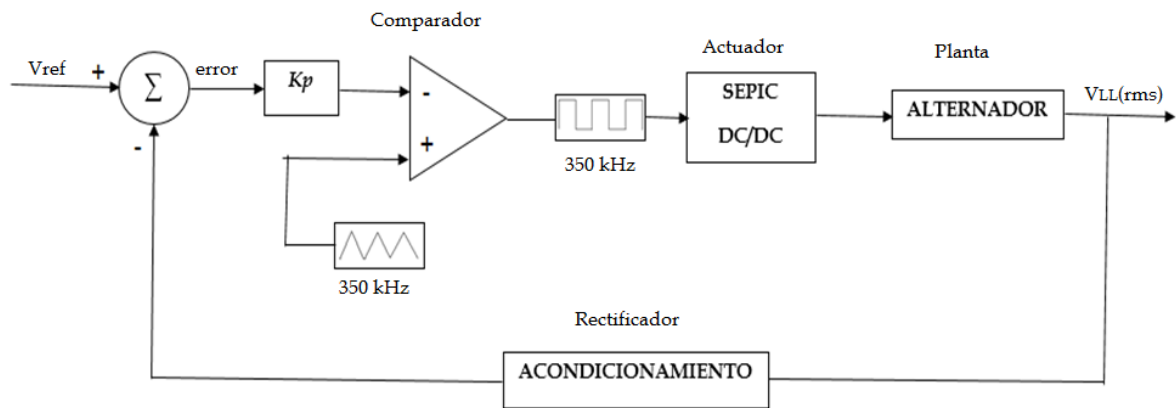 Comparador
Actuador
Planta
Vref
+
Σ
-
error
Kp
-
+
350 kHz
SEPIC
DC/DC
ALTERNADOR
VLL(rms)
350 kHz
Rectificador
ACONDICIONAMIENTO